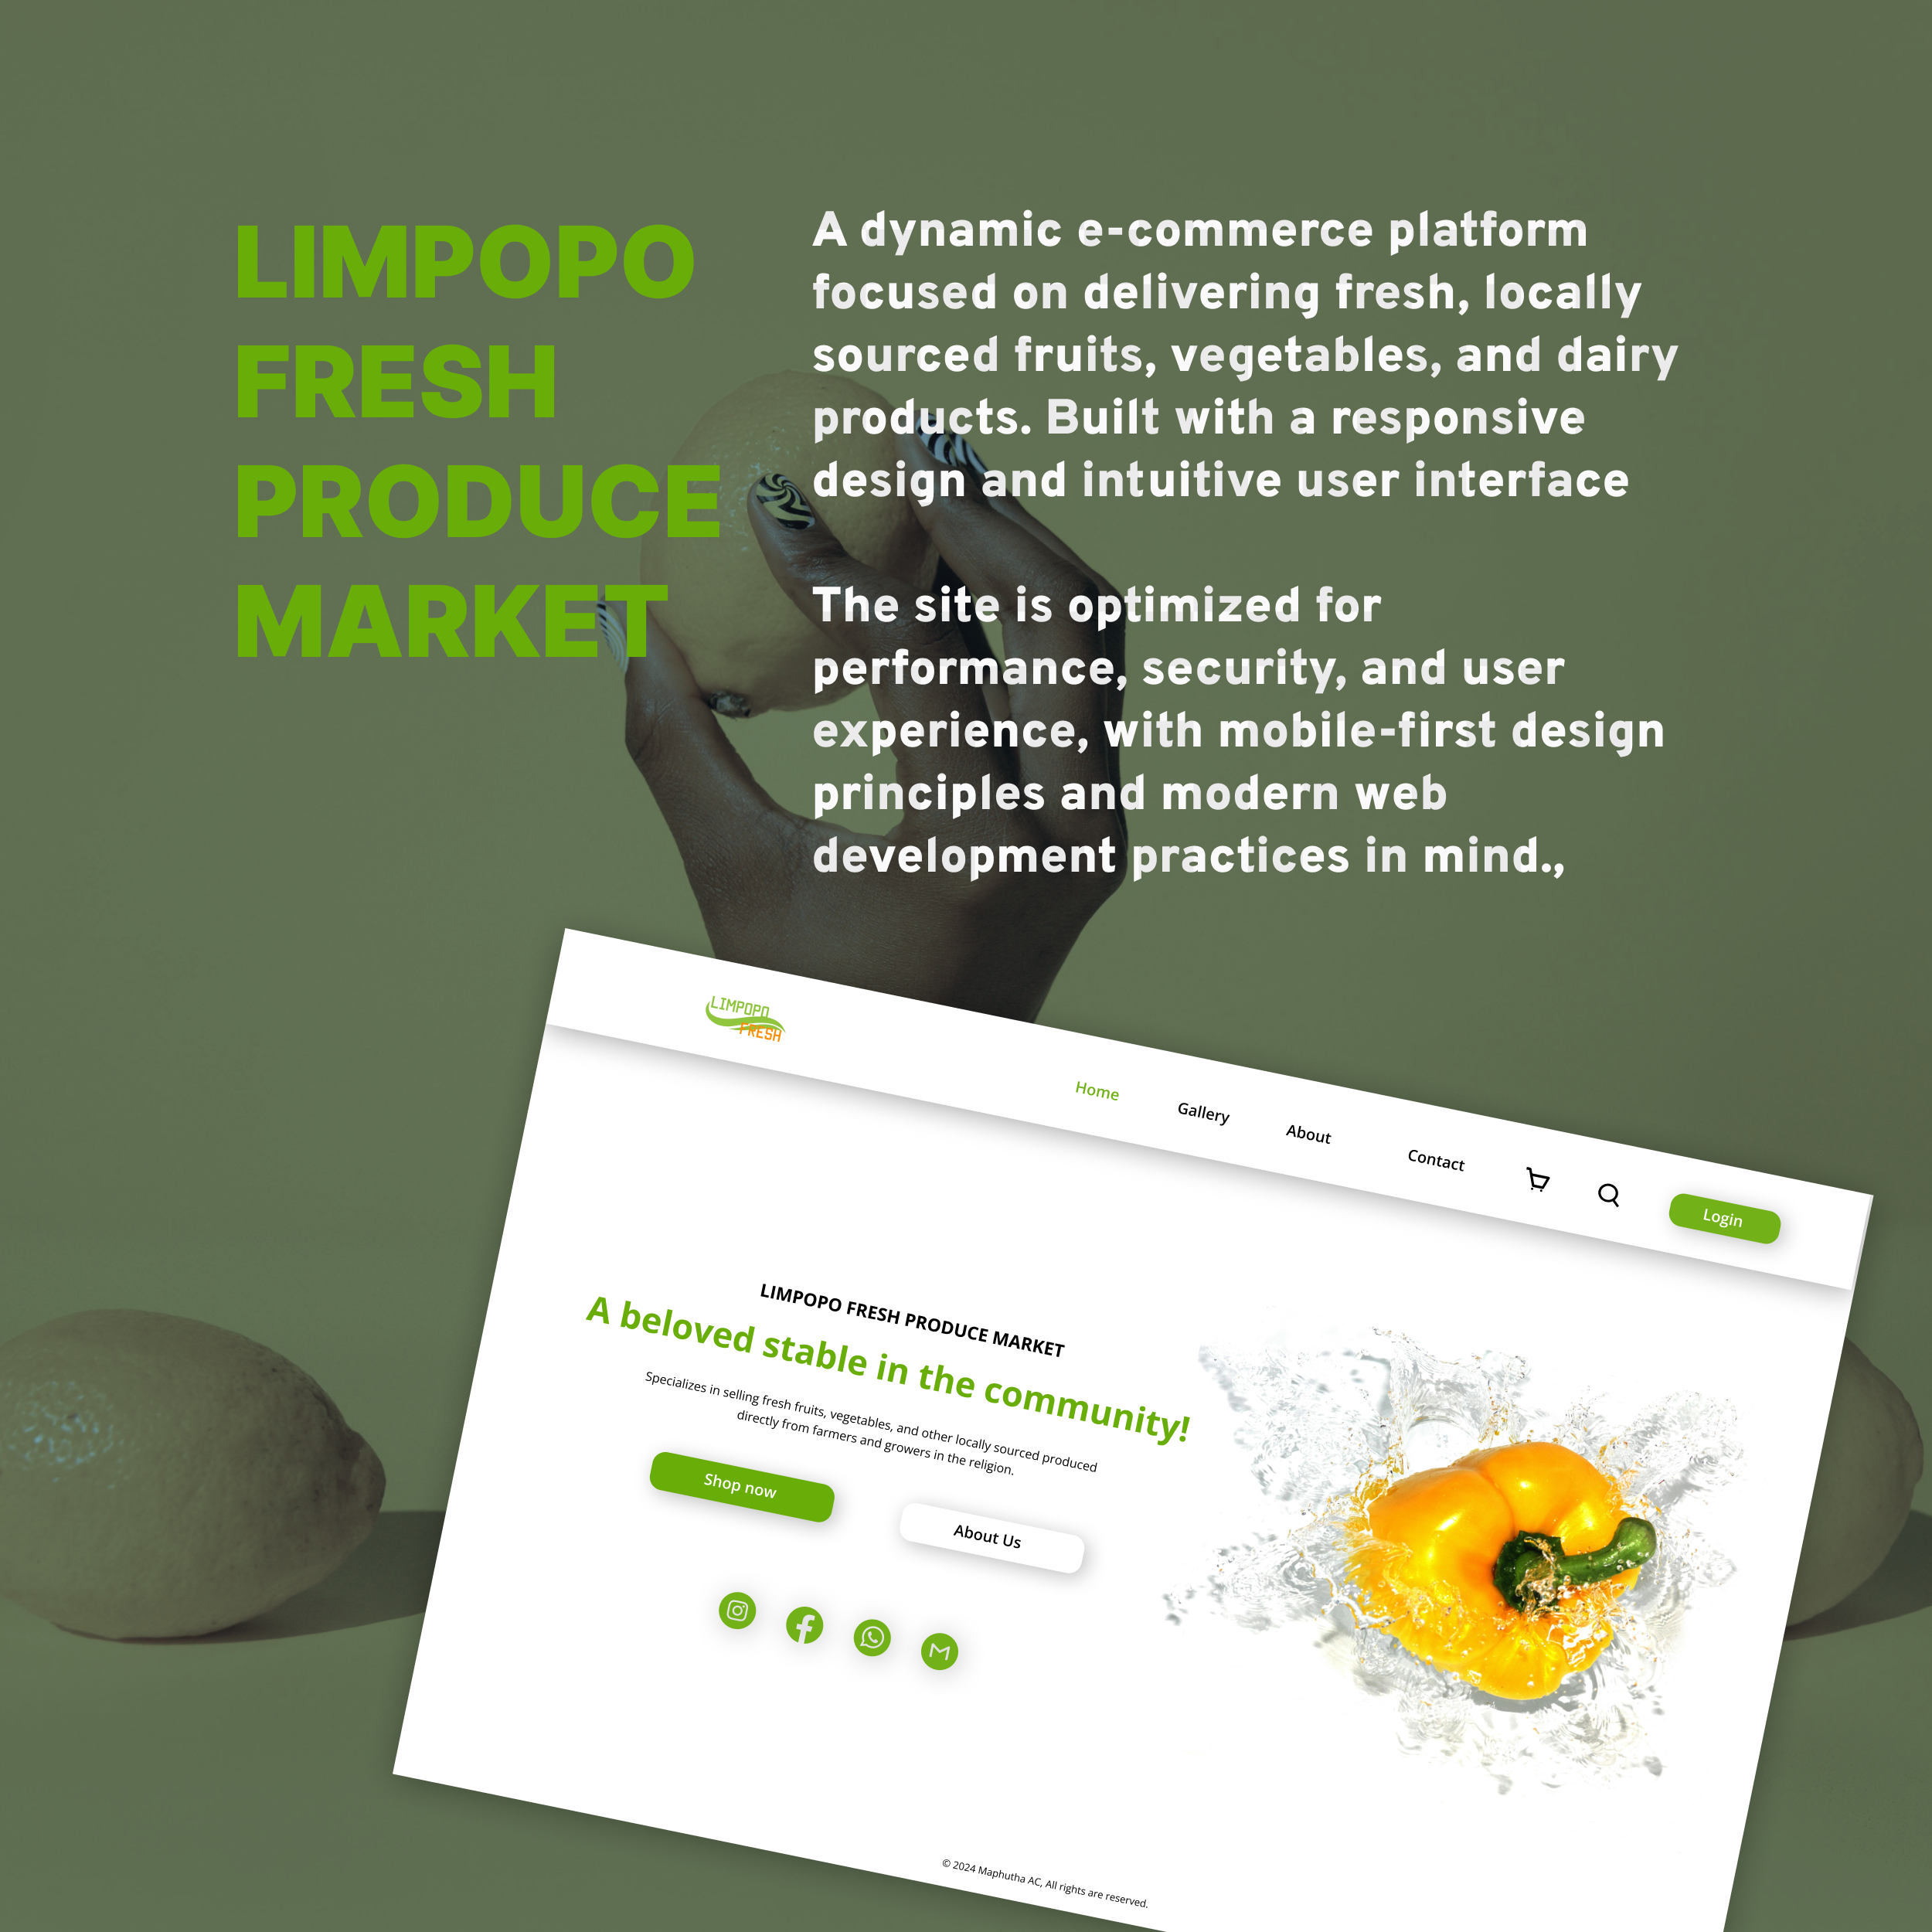 LIMPOPO
FRESH
PRODUCE
MARKET
A dynamic e-commerce platform
focused on delivering fresh, locally
sourced fruits, vegetables, and dairy
products. Built with a responsive
design and intuitive user interface
The site is optimized for
performance, security, and user
experience, with mobile-first design
principles and modern web
development practices in mind.,
LIMPOPO
FRESH
Home
Gallery
About
Contact
Login
LIMPOPO FRESH PRODUCE MARKET
A beloved stable in the community!
Specializes in selling fresh fruits, vegetables, and other locally sourced produced
directly from farmers and growers in the religion.
Shop now
About Us
© 2024 Maphutha AC, All rights are reserved.